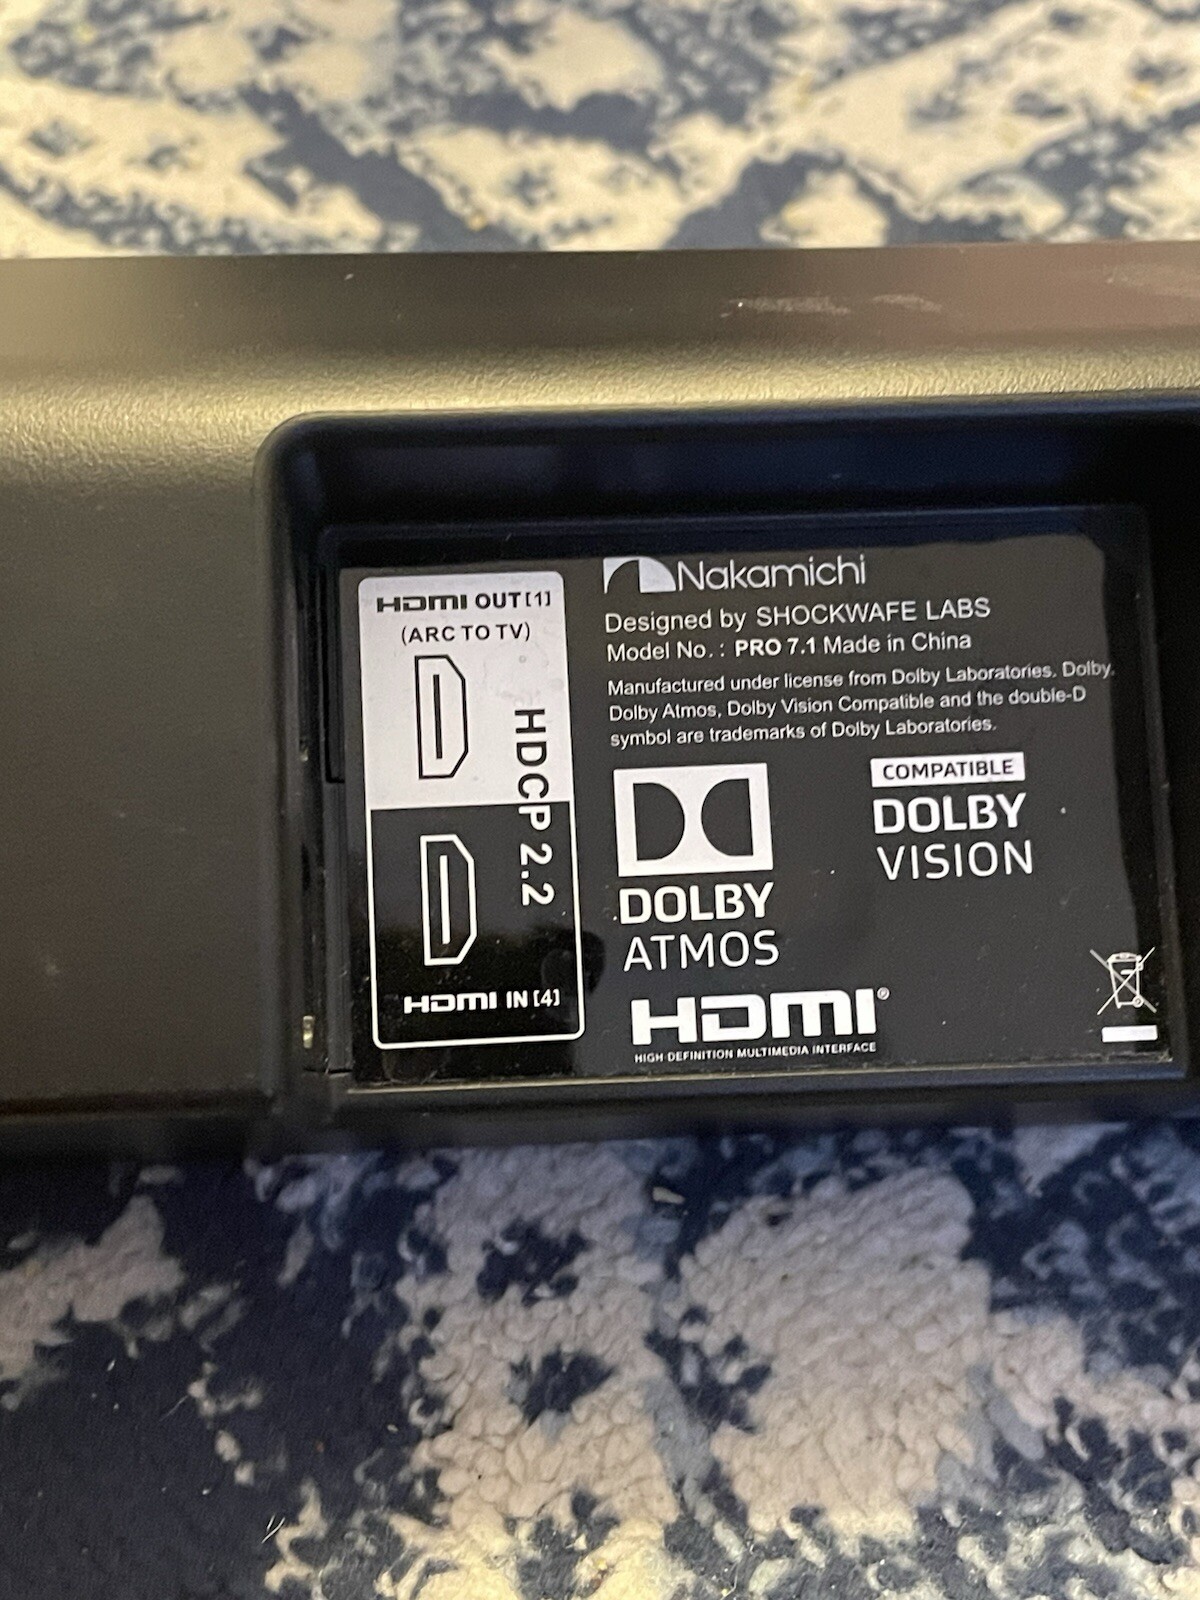 HDMI OUT [1]
(ARC TO TV)
HDCP 2.2
HDMI IN [4]
Nakamichi
Designed by SHOCKWAFE LABS
Model No. : PRO 7.1 Made in China
Manufactured under license from Dolby Laboratories. Dolby,
Dolby Atmos, Dolby Vision Compatible and the double-D
symbol are trademarks of Dolby Laboratories.
DOLBY
ATMOS
COMPATIBLE
DOLBY
VISION
HDMI®
HIGH-DEFINITION MULTIMEDIA INTERFACE